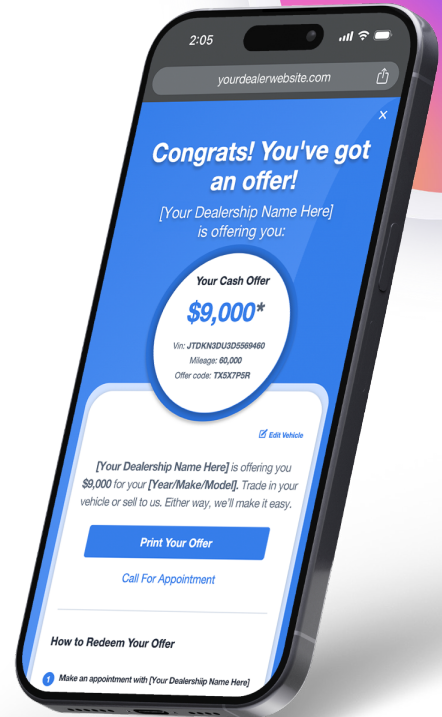 2:05
yourdealerwebsite.com
Congrats! You've got
an offer!
[Your Dealership Name Here]
is offering you:
Your Cash Offer
$9,000*
Vin: JTDKN3DU3D5569460
Mileage: 60,000
Offer code: TX5X7P5R
Edit Vehicle
[Your Dealership Name Here] is offering you
$9,000 for your [Year/Make/Model]. Trade in your
vehicle or sell to us. Either way, we'll make it easy.
Print Your Offer
Call For Appointment
How to Redeem Your Offer
1 Make an appointment with [Your Dealershiip Name Here]